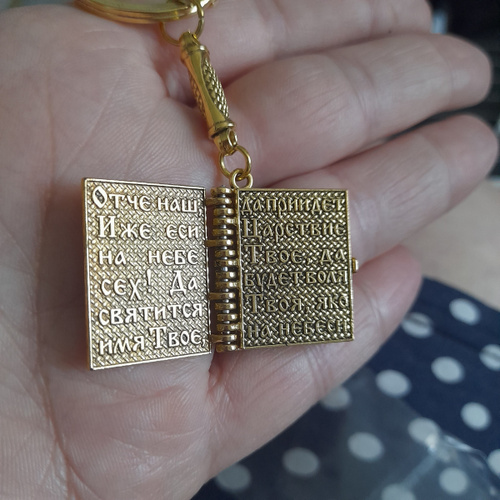 Отче наш
Иже еси
на небе
сех! Да
святится
имя Твое,
да приидет
Царствие
Твое, да
будет воля
Твоя, яко
на небеси